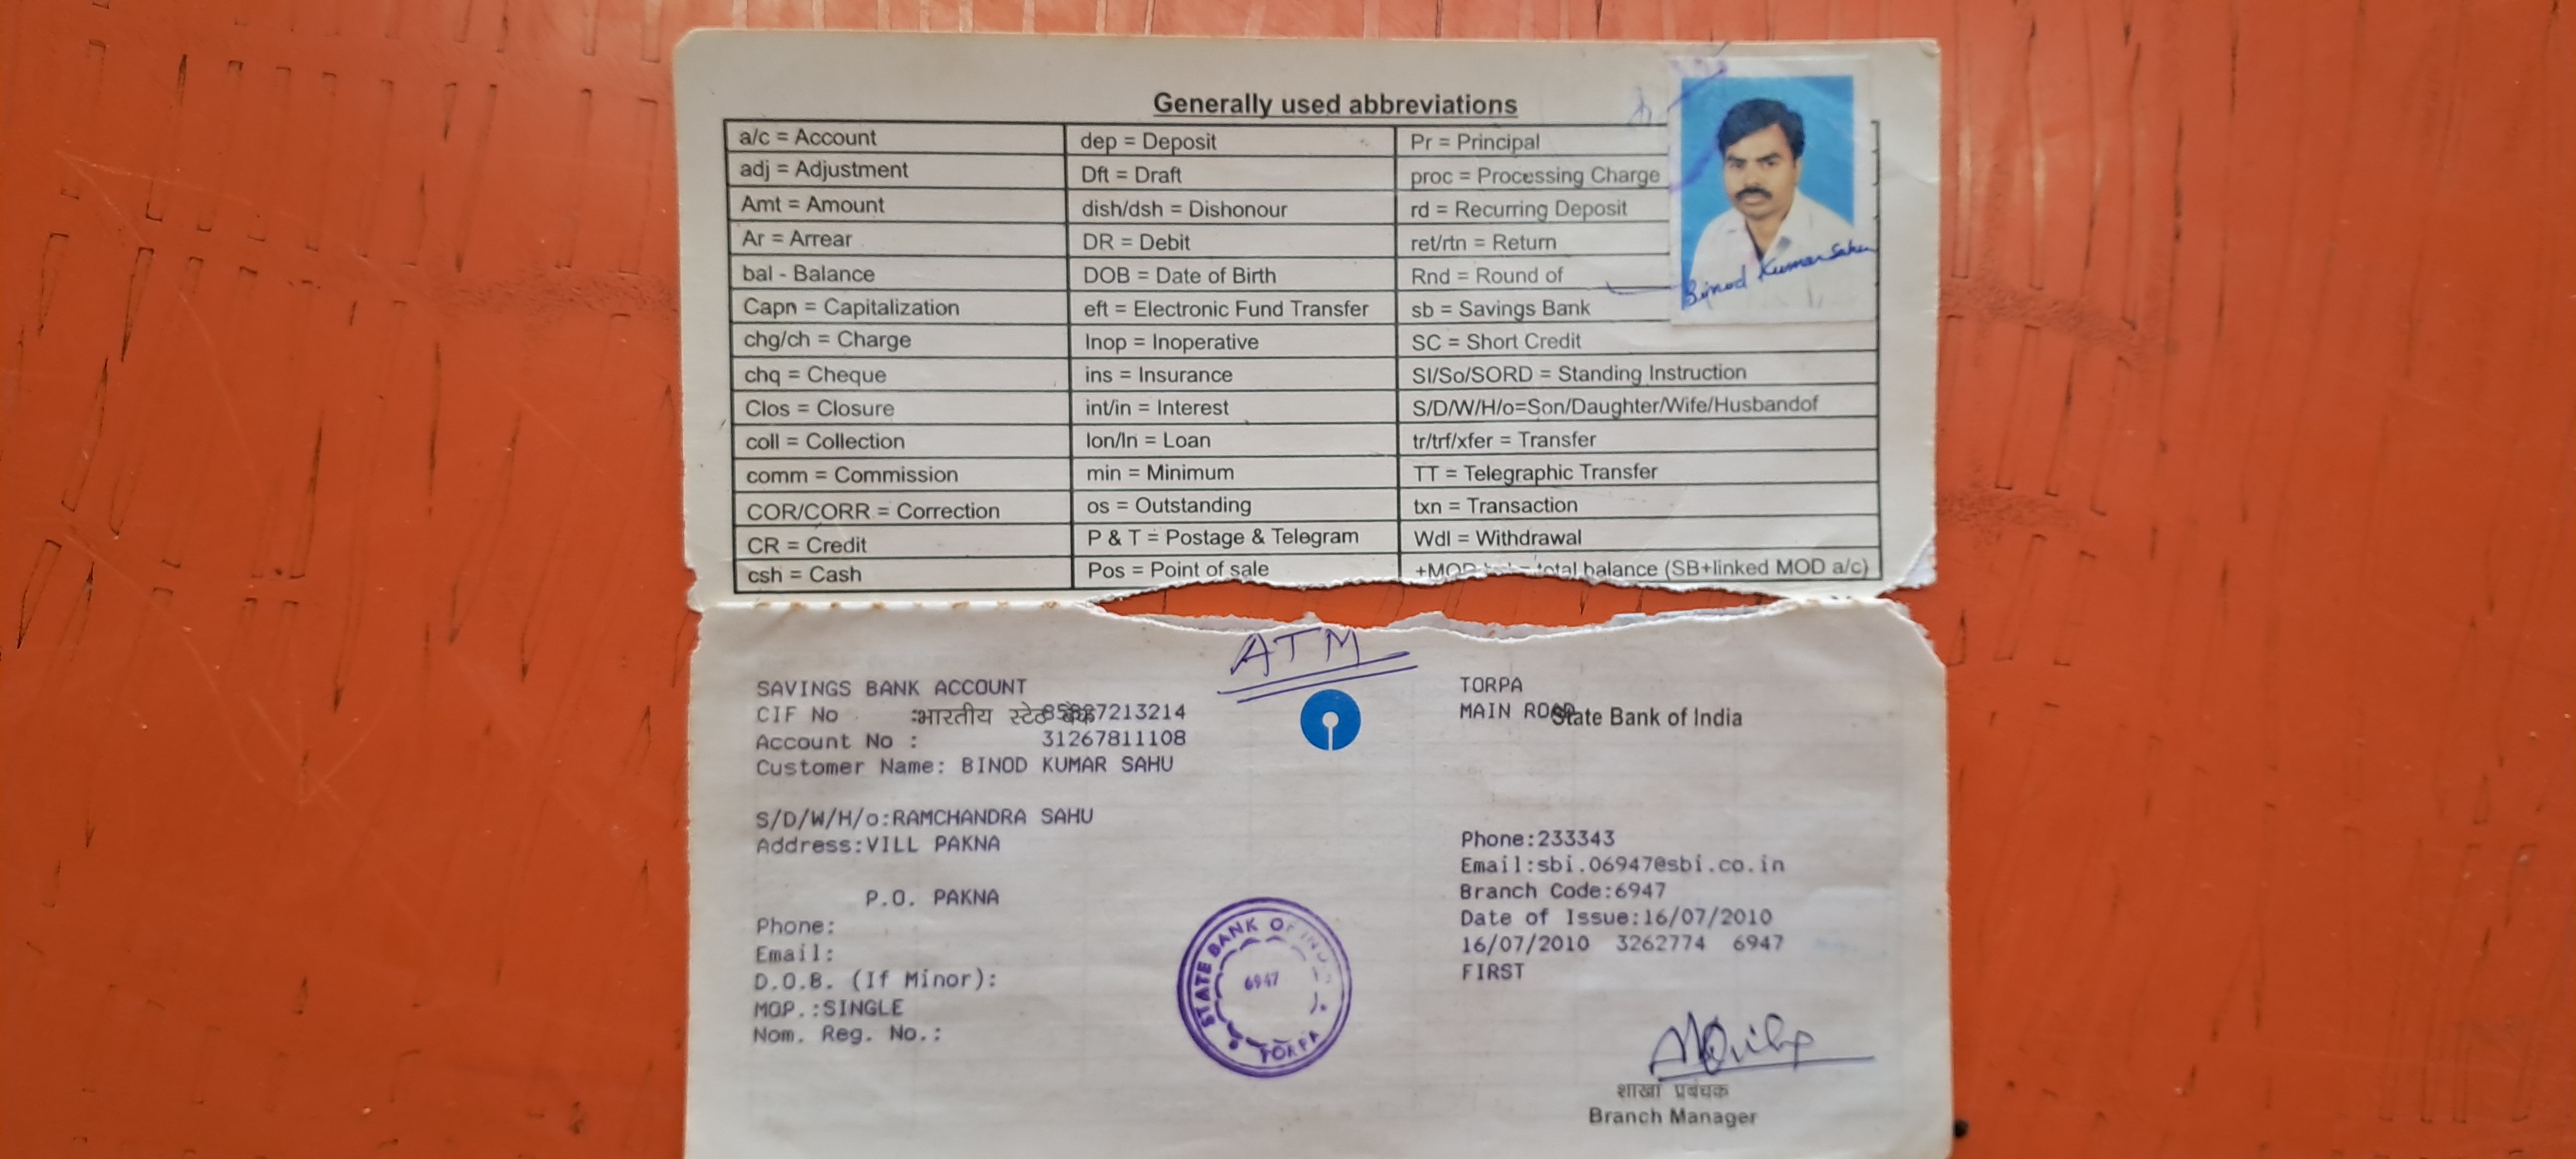 Generally used abbreviations
a/c = Account
adj = Adjustment
Amt = Amount
Ar = Arrear
bal - Balance
Capn = Capitalization
chg/ch = Charge
chq = Cheque
Clos = Closure
coll = Collection
comm = Commission
COR/CORR = Correction
CR = Credit
csh = Cash
dep = Deposit
Dft = Draft
dish/dsh = Dishonour
DR = Debit
DOB = Date of Birth
eft = Electronic Fund Transfer
Inop = Inoperative
ins = Insurance
int/in = Interest
lon/ln = Loan
min = Minimum
os = Outstanding
P & T = Postage & Telegram
Pos = Point of sale
Pr = Principal
proc = Processing Charge
rd = Recurring Deposit
ret/rtn = Return
Rnd = Round of
sb = Savings Bank
SC = Short Credit
SI/So/SORD = Standing Instruction
S/D/W/H/o=Son/Daughter/Wife/Husbandof
tr/trf/xfer = Transfer
TT = Telegraphic Transfer
txn = Transaction
Wdl = Withdrawal
total balance (SB+linked MOD a/c)
Binod Kumar Sahu
ATM
SAVINGS BANK ACCOUNT
CIF No :
भारतीय स्टेट बैंक
Account No : 31267811108
Customer Name: BINOD KUMAR SAHU
S/D/W/H/o:RAMCHANDRA SAHU
Address:VILL PAKNA
P.O. PAKNA
Phone:
Email:
D.O.B. (If Minor):
MOP.:SINGLE
Nom. Reg. No.:
STATE BANK OF INDIA
6947
TORPA
TORPA
MAIN ROAD
State Bank of India
Phone:233343
Email:sbi.06947@sbi.co.in
Branch Code:6947
Date of Issue:16/07/2010
16/07/2010 3262774 6947
FIRST
शाखा प्रबंधक
Branch Manager